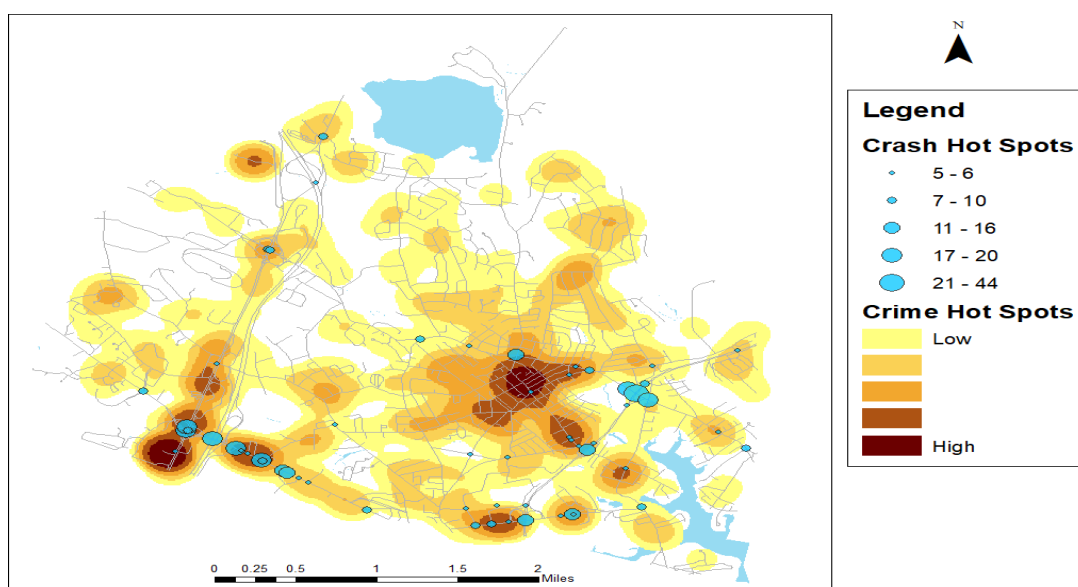 N
Legend
Crash Hot Spots
5 - 6
7 - 10
11 - 16
17 - 20
21 - 44
Crime Hot Spots
Low
High
0 0.25 0.5 1 1.5 2
Miles